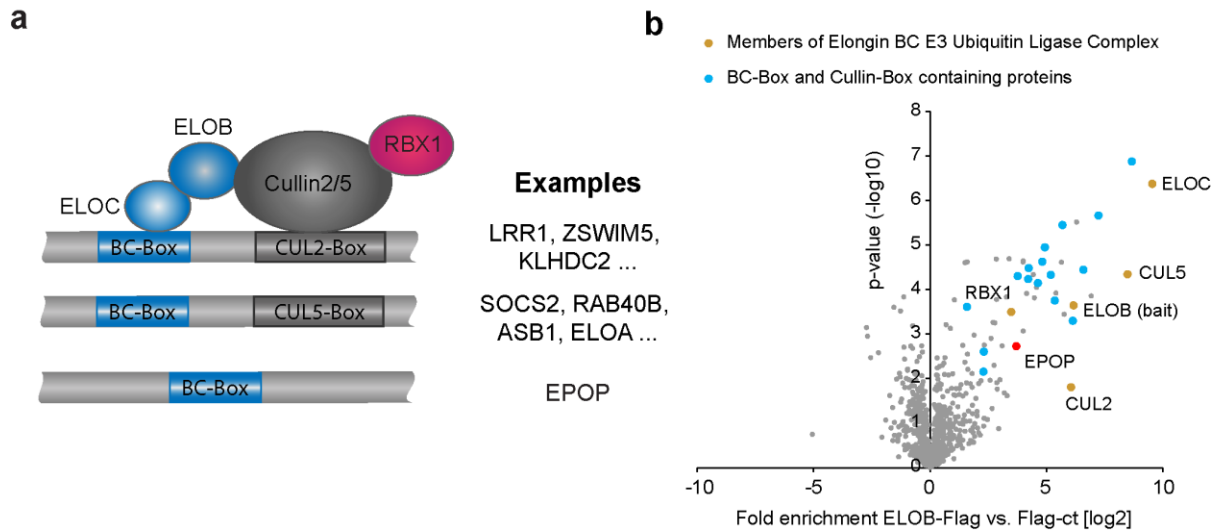 a
ELOB
RBX1
ELOC
Cullin2/5
BC-Box
CUL2-Box
BC-Box
CUL5-Box
BC-Box
Examples
LRR1, ZSWIM5,
KLHDC2 ...
SOCS2, RAB40B,
ASB1, ELOA ...
EPOP
b
Members of Elongin BC E3 Ubiquitin Ligase Complex
BC-Box and Cullin-Box containing proteins
p-value (-log10)
8
7
6
5
4
3
2
1
0
ELOC
CUL5
RBX1
ELOB (bait)
EPOP
CUL2
-10
-5
0
5
10
Fold enrichment ELOB-Flag vs. Flag-ct [log2]